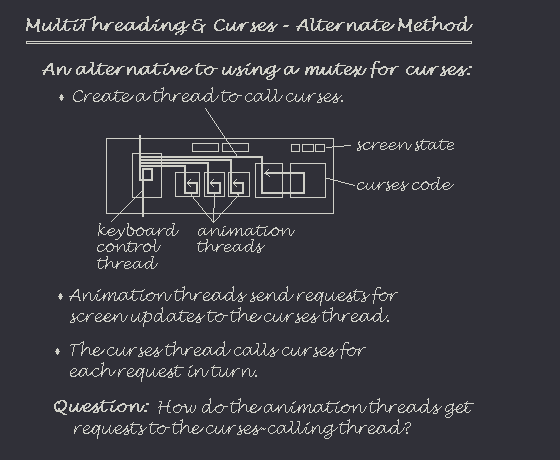 MultiThreading & Curses - Alternate Method
An alternative to using a mutex for curses:
♦ Create a thread to call curses.
screen state
curses code
keyboard
control
thread
animation
threads
♦ Animation threads send requests for
screen updates to the curses thread.
♦ The curses thread calls curses for
each request in turn.
Question: How do the animation threads get
requests to the curses-calling thread?